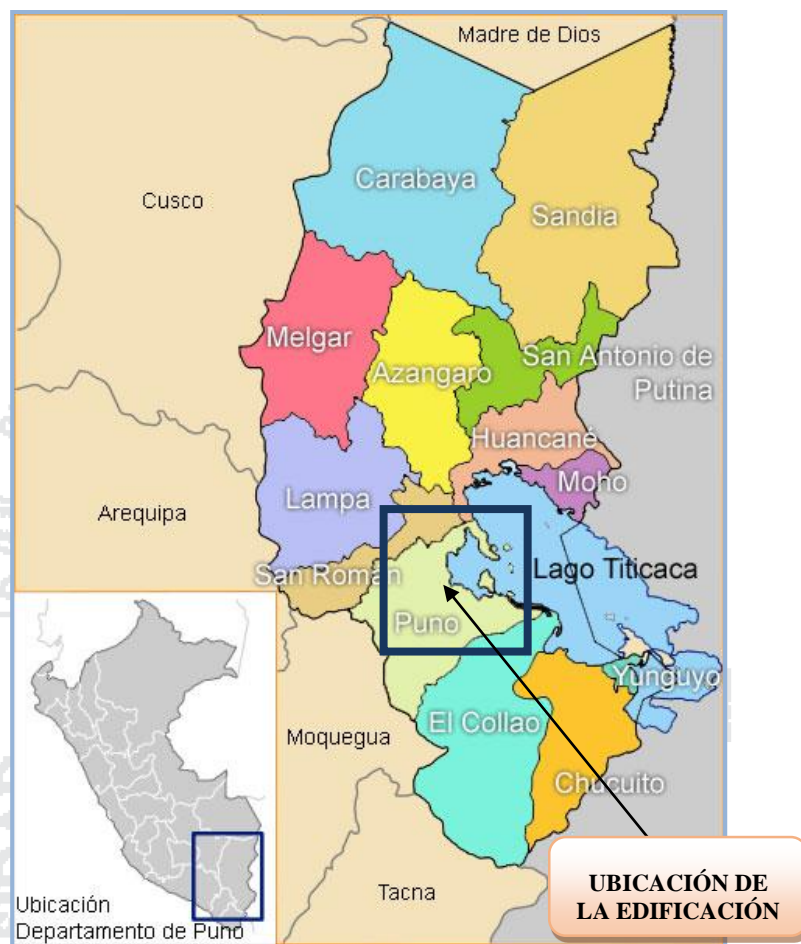 Madre de Dios
Carabaya
Cusco
Sandia
Melgar
Azangaro
San Antonio de
Putina
Huancané
Moho
Lampa
Arequipa
Lago Titicaca
San Román
Puno
Yunguyo
El Collao
Moquegua
Chucuito
Tacna
UBICACIÓN DE
LA EDIFICACIÓN
Ubicación
Departamento de Puno